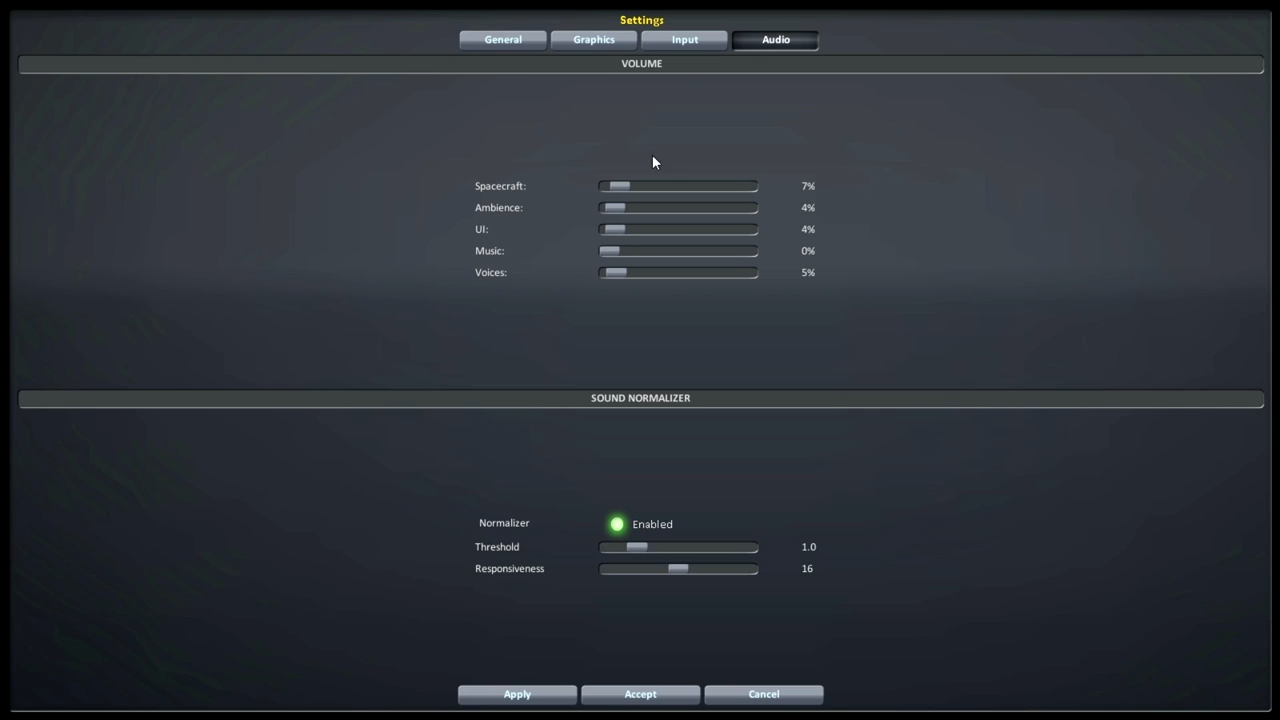 Settings
General Graphics Input Audio
VOLUME
Spacecraft: 7%
Ambience: 4%
UI: 4%
Music: 0%
Voices: 5%
SOUND NORMALIZER
Normalizer Enabled
Threshold 1.0
Responsiveness 16
Apply Accept Cancel